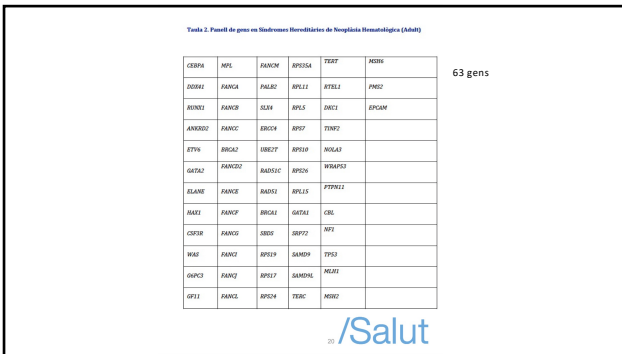 Taula 2. Panell de gens en Síndromes Hereditàries de Neoplàsia Hematològica (Adult)
CEBPA MPL FANCM RPS35A TERT MSH6
63 gens
DDX41 FANCA PALB2 RPL11 RTEL1 PMS2
RUNX1 FANCB SLX4 RPL5 DKC1 EPCAM
ANKRD2 FANCC ERCC4 RPS7 TINF2
ETV6 BRCA2 UBE2T RPS10 NOLA3
GATA2 FANCD2 RAD51C RPS26 WRAP53
ELANE FANCE RAD51 RPL15 PTPN11
HAX1 FANCF BRCA1 GATA1 CBL
CSF3R FANCG SBDS SRP72 NF1
WAS FANCI RPS19 SAMD9 TP53
G6PC3 FANCJ RPS17 SAMD9L MLH1
GF11 FANCL RPS24 TERC MSH2
20 /Salut